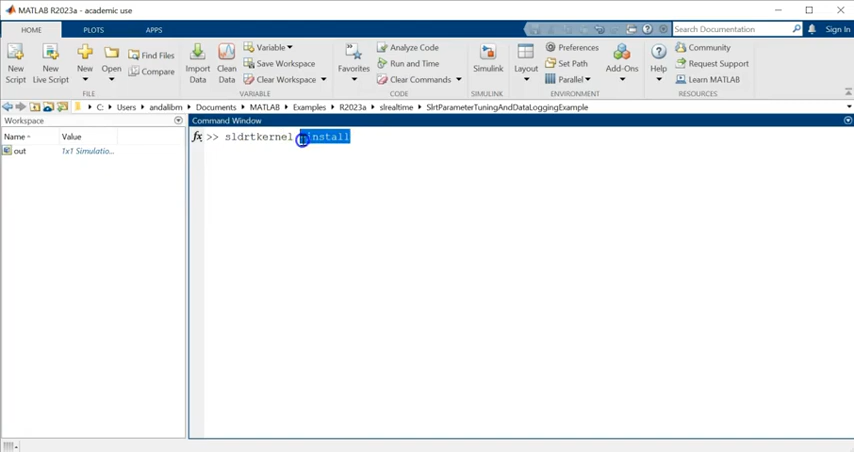 MATLAB R2023a - academic use
HOME PLOTS APPS Search Documentation Sign In
New Script
New Live Script
New
Open
Find Files
Compare
Import Data
Clean Data
Variable
Save Workspace
Clear Workspace
Favorites
Analyze Code
Run and Time
Clear Commands
Simulink
Layout
Preferences
Set Path
Parallel
Add-Ons
Help
Community
Request Support
Learn MATLAB
FILE VARIABLE CODE SIMULINK ENVIRONMENT RESOURCES
C: Users andalibm Documents MATLAB Examples R2023a slrealtime SlrtParameterTuningAndDataLoggingExample
Workspace
Name Value
out 1x1 Simulatio...
Command Window
fx >> sldrtkernel -install